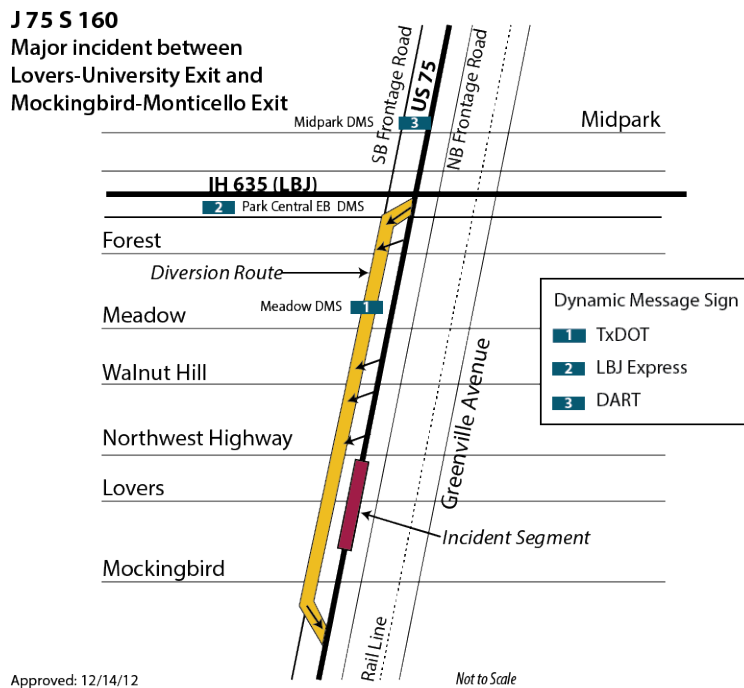 J 75 S 160
Major incident between
Lovers-University Exit and
Mockingbird-Monticello Exit
SB Frontage Road
US 75
NB Frontage Road
Midpark DMS
3
Midpark
IH 635 (LBJ)
2
Park Central EB DMS
Forest
Diversion Route
Meadow DMS
1
Meadow
Dynamic Message Sign
1 TxDOT
2 LBJ Express
3 DART
Walnut Hill
Greenville Avenue
Northwest Highway
Lovers
Incident Segment
Mockingbird
Rail Line
Approved: 12/14/12
Not to Scale